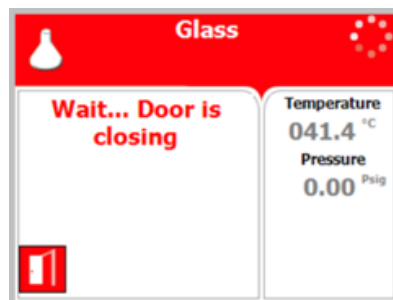 Glass
Wait... Door is
closing
Temperature
041.4 °C
Pressure
0.00 Psig